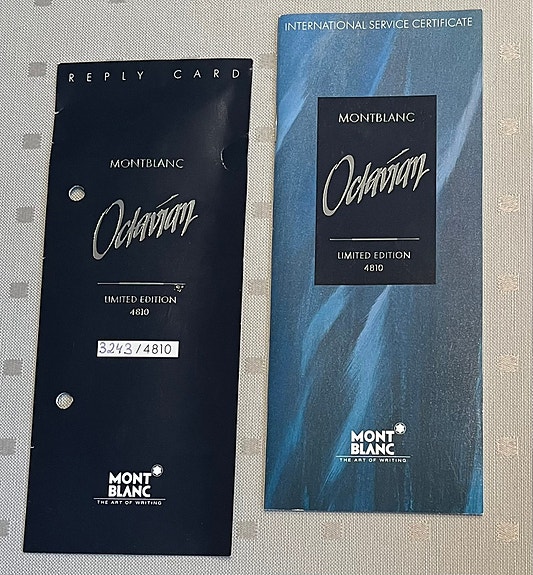 REPLY CARD
MONTBLANC
Octavian
LIMITED EDITION
4810
3243/4810
MONT
BLANC
THE ART OF WRITING
INTERNATIONAL SERVICE CERTIFICATE
MONTBLANC
Octavian
LIMITED EDITION
4810
MONT
BLANC
THE ART OF WRITING